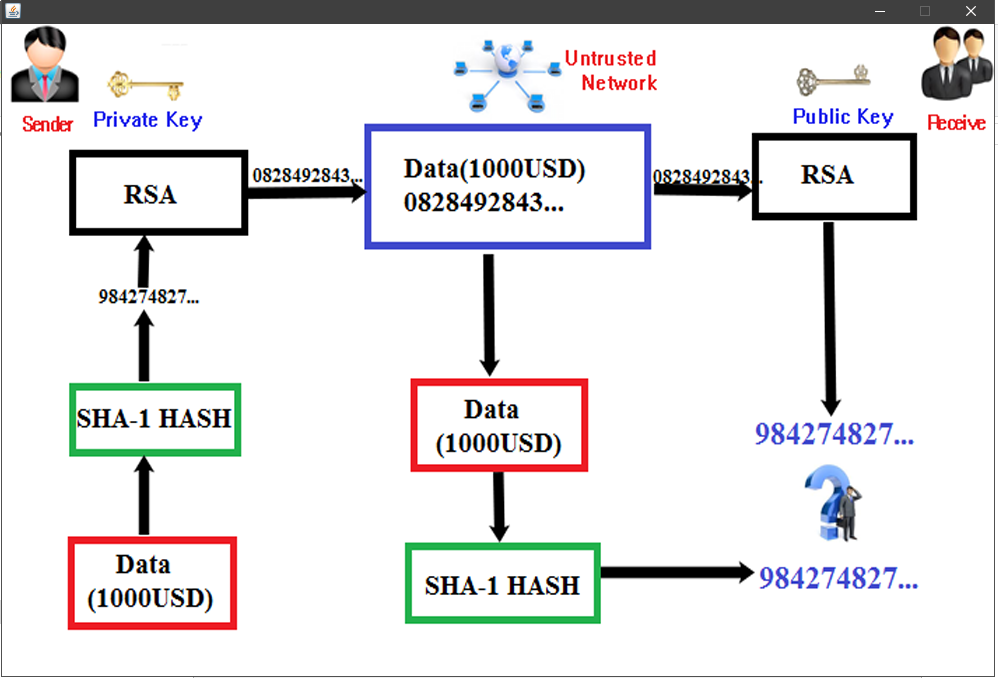 Untrusted
Network
Sender
Private Key
Public Key
Receive
RSA
0828492843...
Data(1000USD)
0828492843...
0828492843...
RSA
984274827...
SHA-1 HASH
Data
(1000USD)
984274827...
Data
(1000USD)
SHA-1 HASH
984274827...